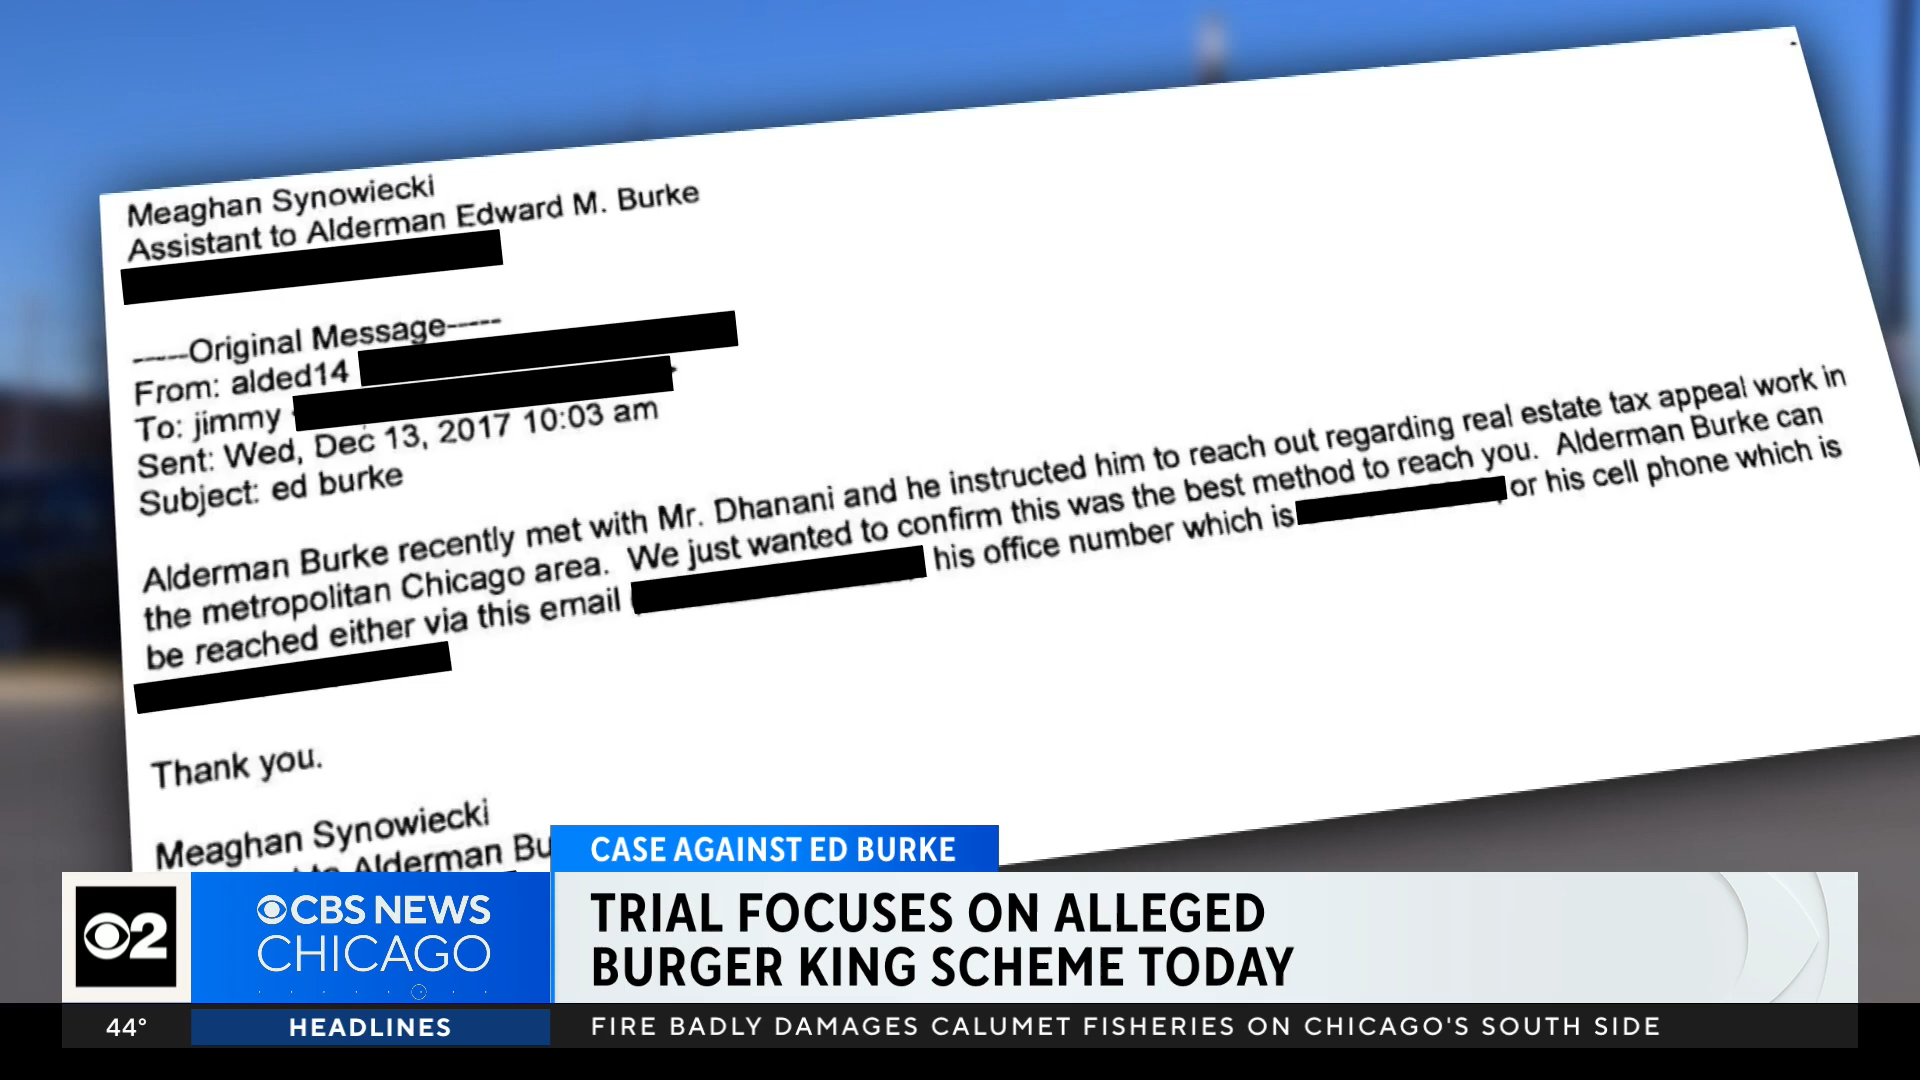 Meaghan Synowiecki
Assistant to Alderman Edward M. Burke
-----Original Message-----
From: alded14
To: jimmy
Sent: Wed, Dec 13, 2017 10:03 am
Subject: ed burke
Alderman Burke recently met with Mr. Dhanani and he instructed him to reach out regarding real estate tax appeal work in
the metropolitan Chicago area. We just wanted to confirm this was the best method to reach you. Alderman Burke can
be reached either via this email his office number which is or his cell phone which is
Thank you.
Meaghan Synowiecki
to Alderman Bu
CASE AGAINST ED BURKE
TRIAL FOCUSES ON ALLEGED
BURGER KING SCHEME TODAY
2
CBS NEWS
CHICAGO
44°
HEADLINES
FIRE BADLY DAMAGES CALUMET FISHERIES ON CHICAGO'S SOUTH SIDE